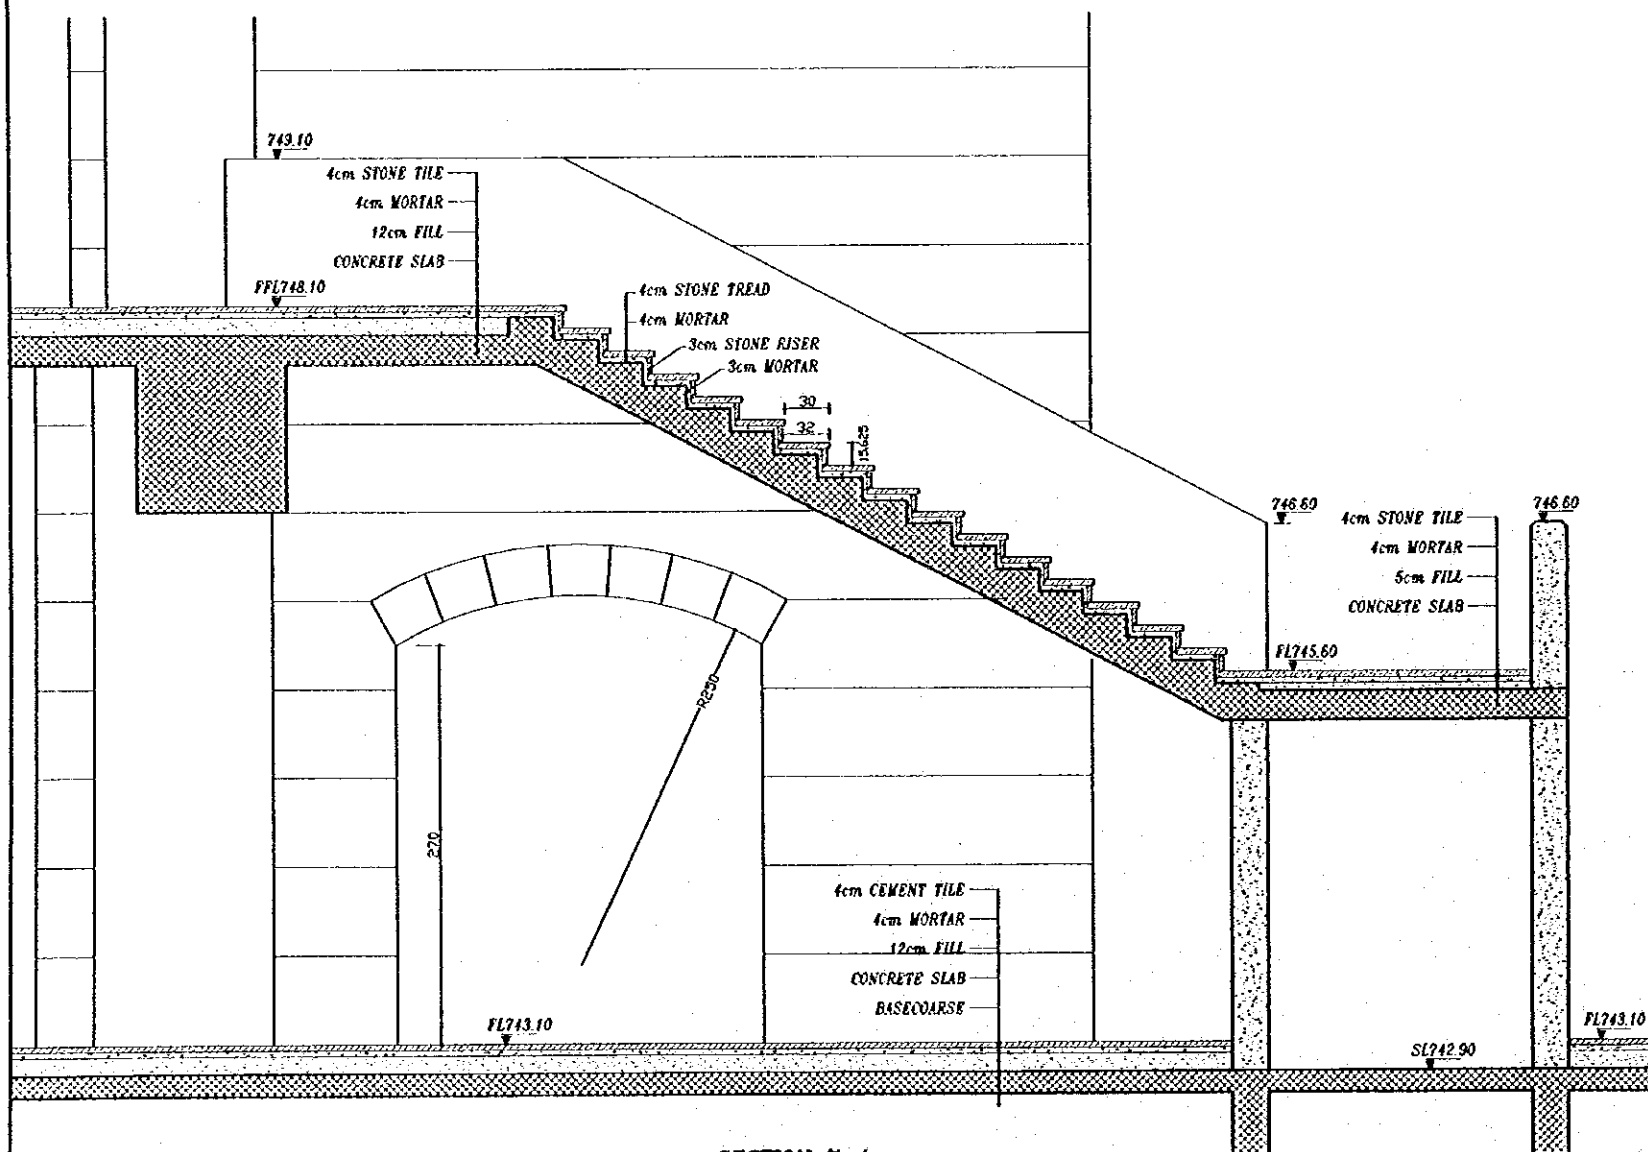 749.10
4cm STONE TILE
4cm MORTAR
12cm FILL
CONCRETE SLAB
FFL748.10
4cm STONE TREAD
4cm MORTAR
3cm STONE RISER
3cm MORTAR
30
32
15.625
746.60
746.60
4cm STONE TILE
4cm MORTAR
5cm FILL
CONCRETE SLAB
FL745.60
R250
270
4cm CEMENT TILE
4cm MORTAR
12cm FILL
CONCRETE SLAB
BASECOARSE
FL743.10
FL743.10
SL742.90